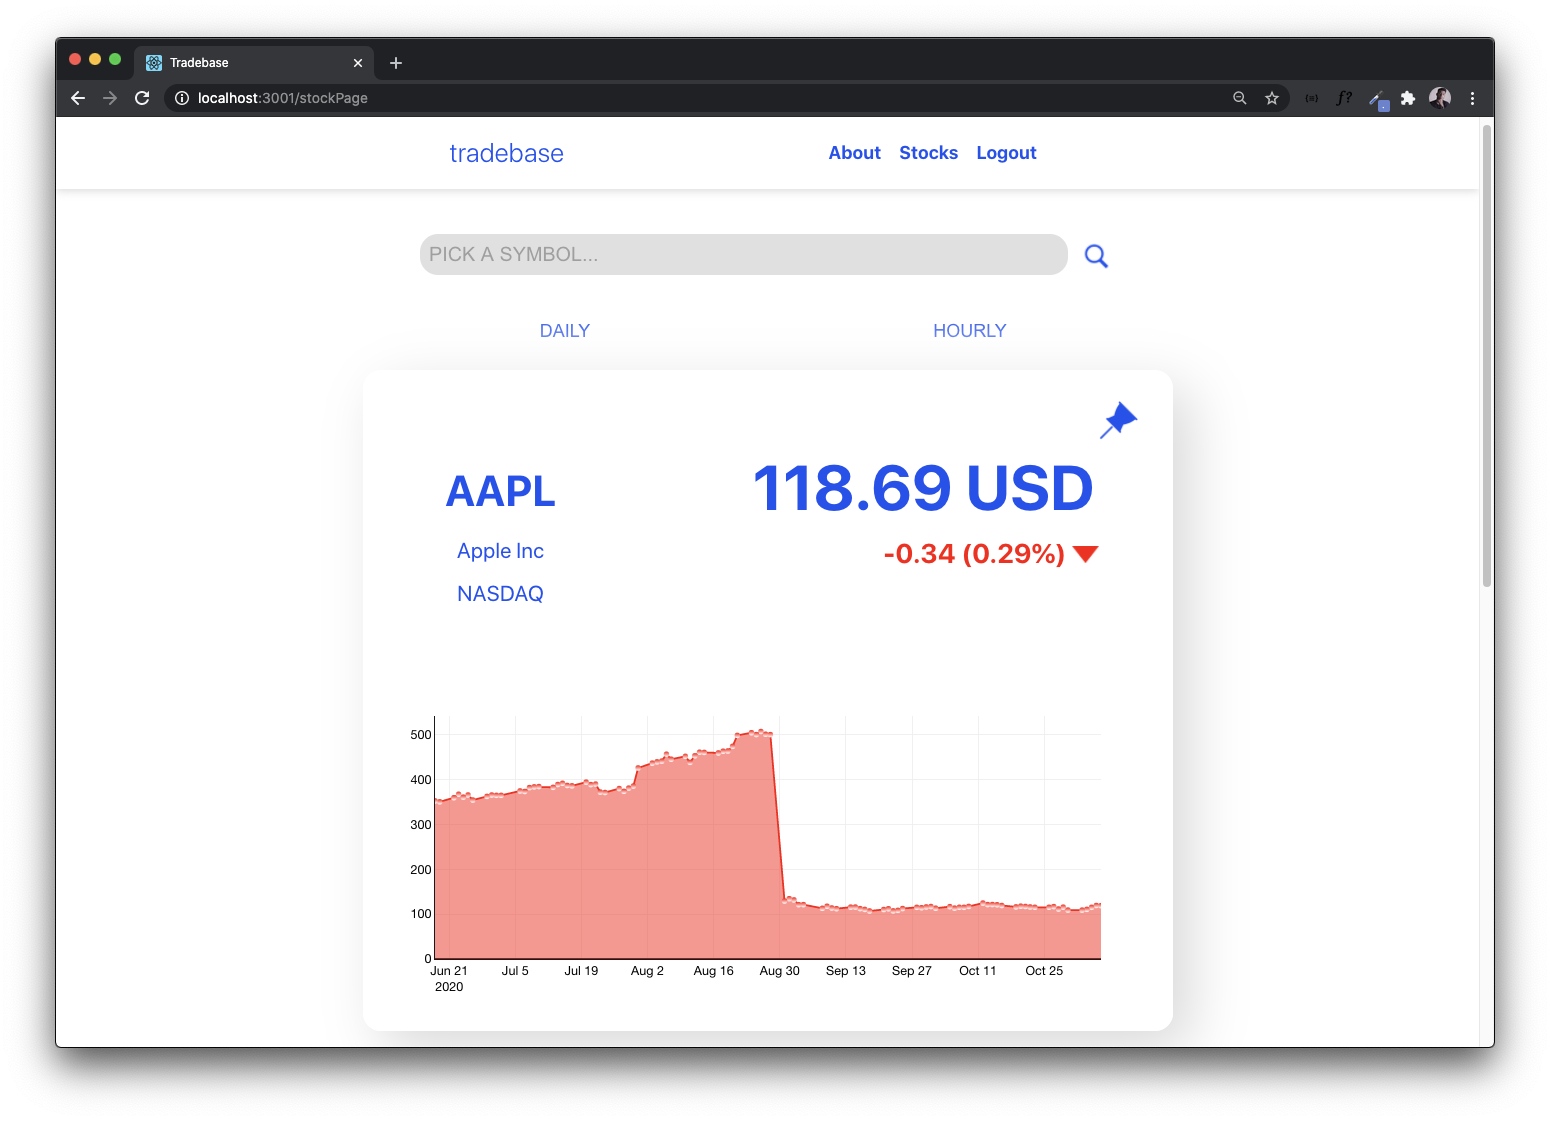 Tradebase
localhost:3001/stockPage
f?
tradebase
About Stocks Logout
PICK A SYMBOL...
DAILY HOURLY
AAPL 118.69 USD
Apple Inc -0.34 (0.29%)
NASDAQ
500
400
300
200
100
0
Jun 21 Jul 5 Jul 19 Aug 2 Aug 16 Aug 30 Sep 13 Sep 27 Oct 11 Oct 25
2020